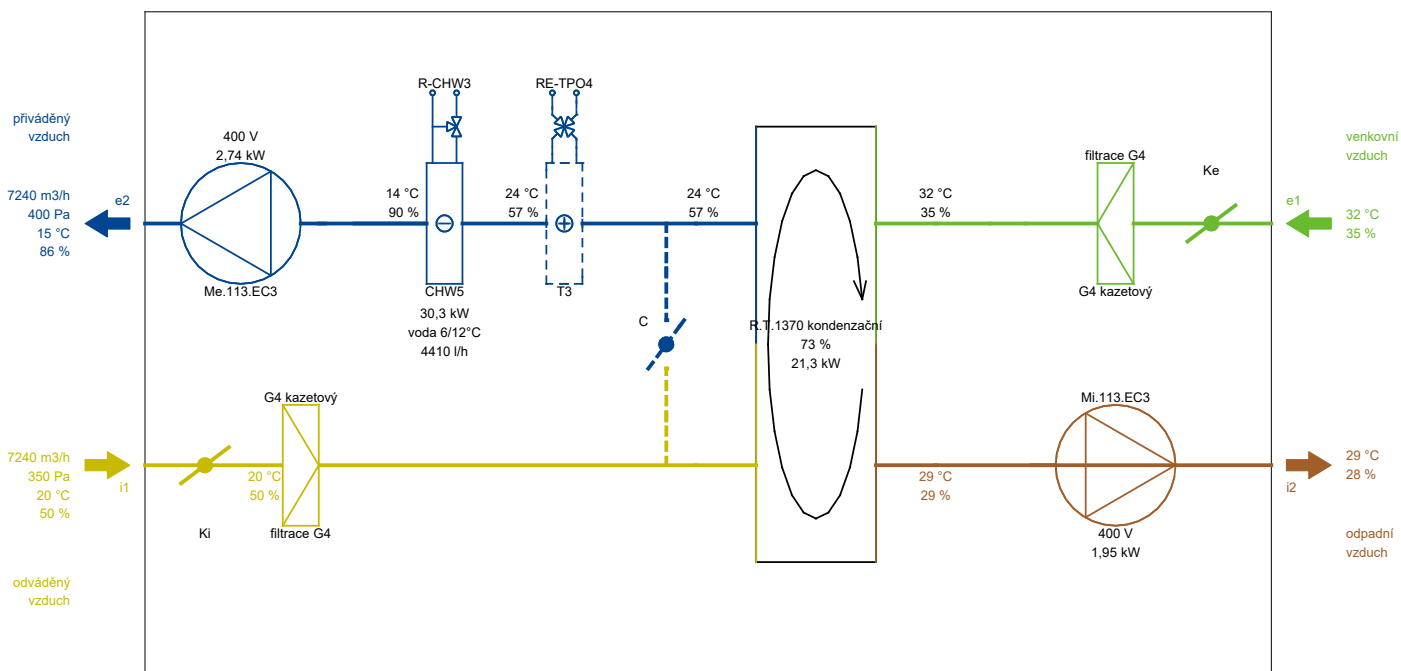 R-CHW3
RE-TPO4
přiváděný
vzduch
400 V
2,74 kW
venkovní
vzduch
filtrace G4
Ke
7240 m3/h
400 Pa
15 °C
86 %
e2
14 °C
90 %
24 °C
57 %
24 °C
57 %
32 °C
35 %
e1
32 °C
35 %
Me.113.EC3
CHW5
T3
G4 kazetový
30,3 kW
voda 6/12°C
4410 l/h
C
R.T.1370 kondenzační
73 %
21,3 kW
G4 kazetový
Mi.113.EC3
7240 m3/h
350 Pa
20 °C
50 %
i1
20 °C
50 %
29 °C
29 %
i2
29 °C
28 %
Ki
filtrace G4
400 V
1,95 kW
odpadní
vzduch
odváděný
vzduch